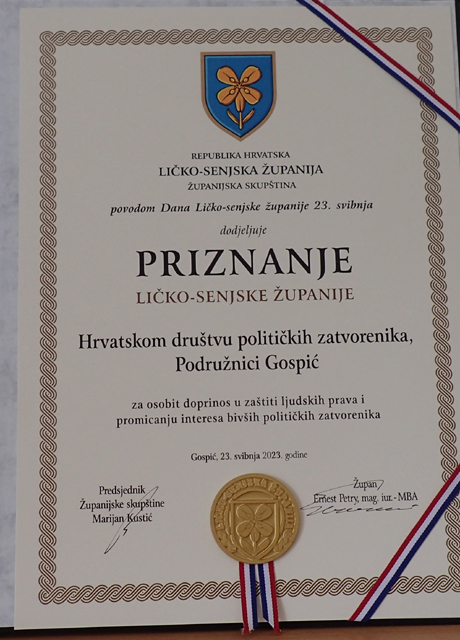 REPUBLIKA HRVATSKA
LIČKO-SENJSKA ŽUPANIJA
ŽUPANIJSKA SKUPŠTINA
povodom Dana Ličko-senjske županije 23. svibnja
dodjeljuje
PRIZNANJE
LIČKO-SENJSKE ŽUPANIJE
Hrvatskom društvu političkih zatvorenika,
Podružnici Gospić
za osobit doprinos u zaštiti ljudskih prava i
promicanju interesa bivših političkih zatvorenika
Gospić, 23. svibnja 2023. godine
Predsjednik
Županijske skupštine
Marijan Kustić
Župan
Ernest Petry, mag. iur. - MBA